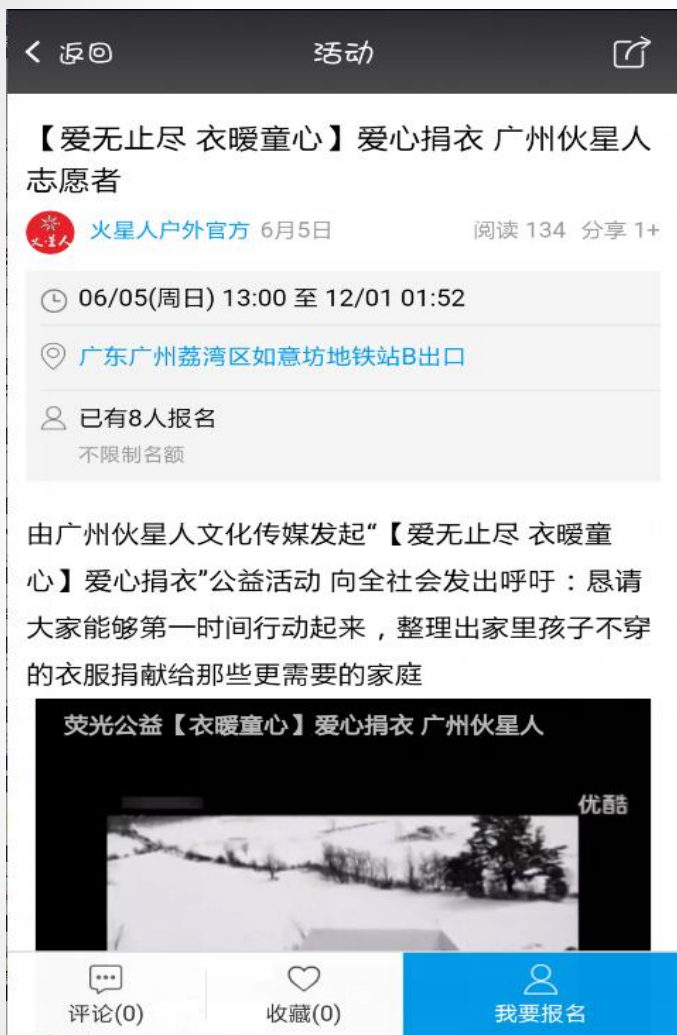 返回
活动
【爱无止尽 衣暖童心】爱心捐衣 广州伙星人
志愿者
火星人
火星人户外官方 6月5日
阅读 134 分享 1+
06/05(周日) 13:00 至 12/01 01:52
广东广州荔湾区如意坊地铁站B出口
已有8人报名
不限制名额
由广州伙星人文化传媒发起“【爱无止尽 衣暖童
心】爱心捐衣”公益活动 向全社会发出呼吁：恳请
大家能够第一时间行动起来，整理出家里孩子不穿
的衣服捐献给那些更需要的家庭
荧光公益【衣暖童心】爱心捐衣 广州伙星人
优酷
评论(0)
收藏(0)
我要报名